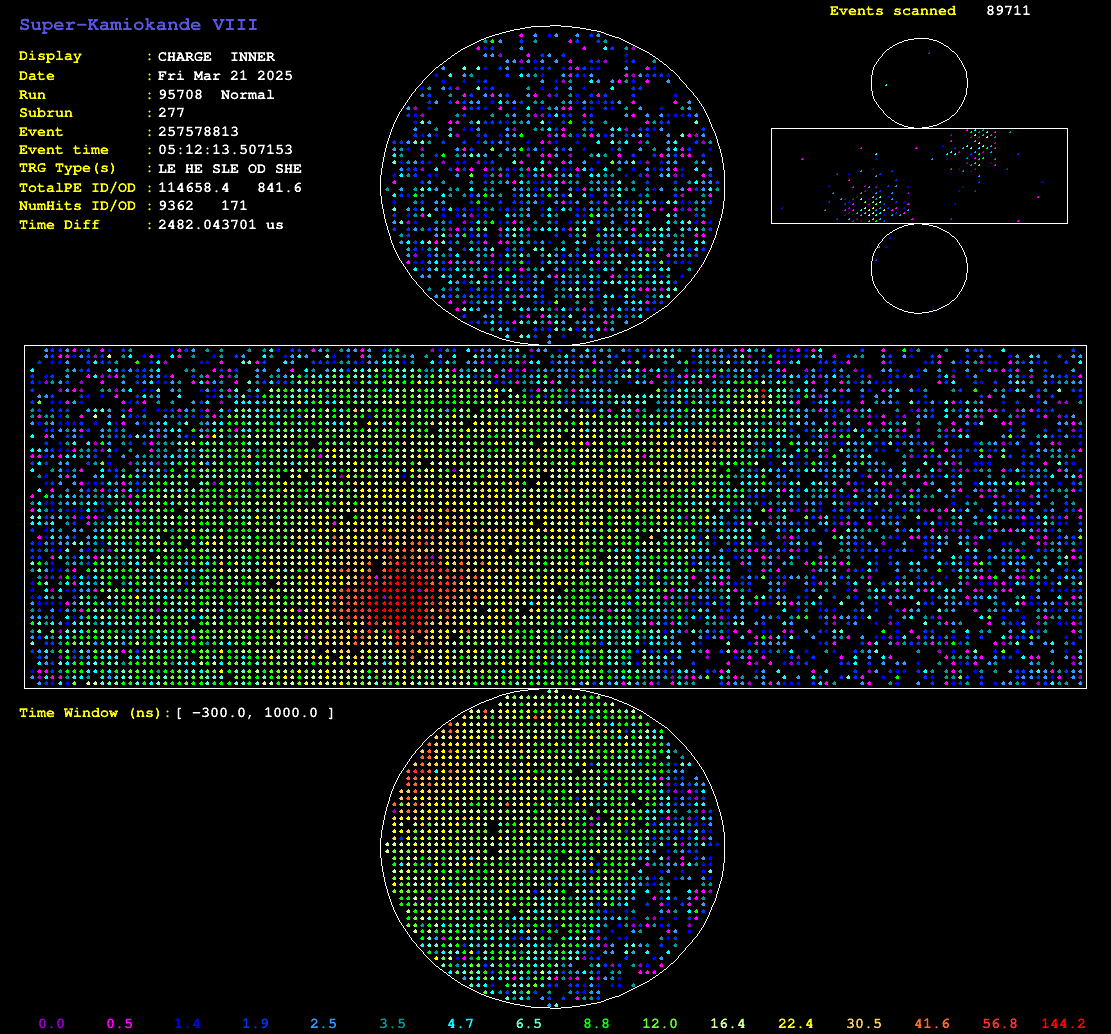 Super-Kamiokande VIII
Events scanned 89711
Display : CHARGE INNER
Date : Fri Mar 21 2025
Run : 95708 Normal
Subrun : 277
Event : 257578813
Event time : 05:12:13.507153
TRG Type(s) : LE HE SLE OD SHE
TotalPE ID/OD : 114658.4 841.6
NumHits ID/OD : 9362 171
Time Diff : 2482.043701 us
Time Window (ns): [ -300.0, 1000.0 ]
0.0 0.5 1.4 1.9 2.5 3.5 4.7 6.5 8.8 12.0 16.4 22.4 30.5 41.6 56.8 144.2